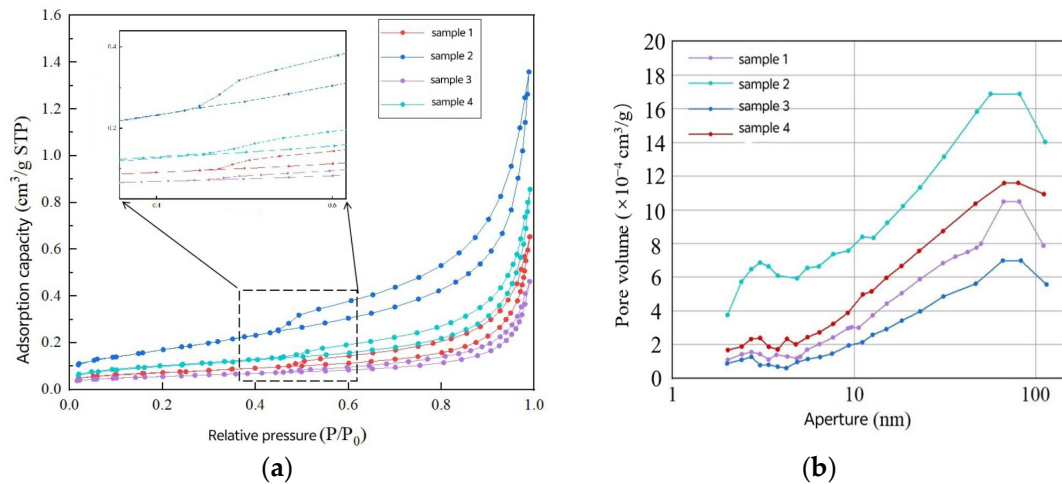 1.6
1.4
1.2
1.0
0.8
0.6
0.4
0.2
0.0
Adsorption capacity (cm³/g STP)
0.0 0.2 0.4 0.6 0.8 1.0
Relative pressure (P/P₀)
0.4
0.2
0.4 0.6
sample 1
sample 2
sample 3
sample 4
(a)
20
18
16
14
12
10
8
6
4
2
0
Pore volume (×10⁻⁴ cm³/g)
1 10 100
Aperture (nm)
sample 1
sample 2
sample 3
sample 4
(b)